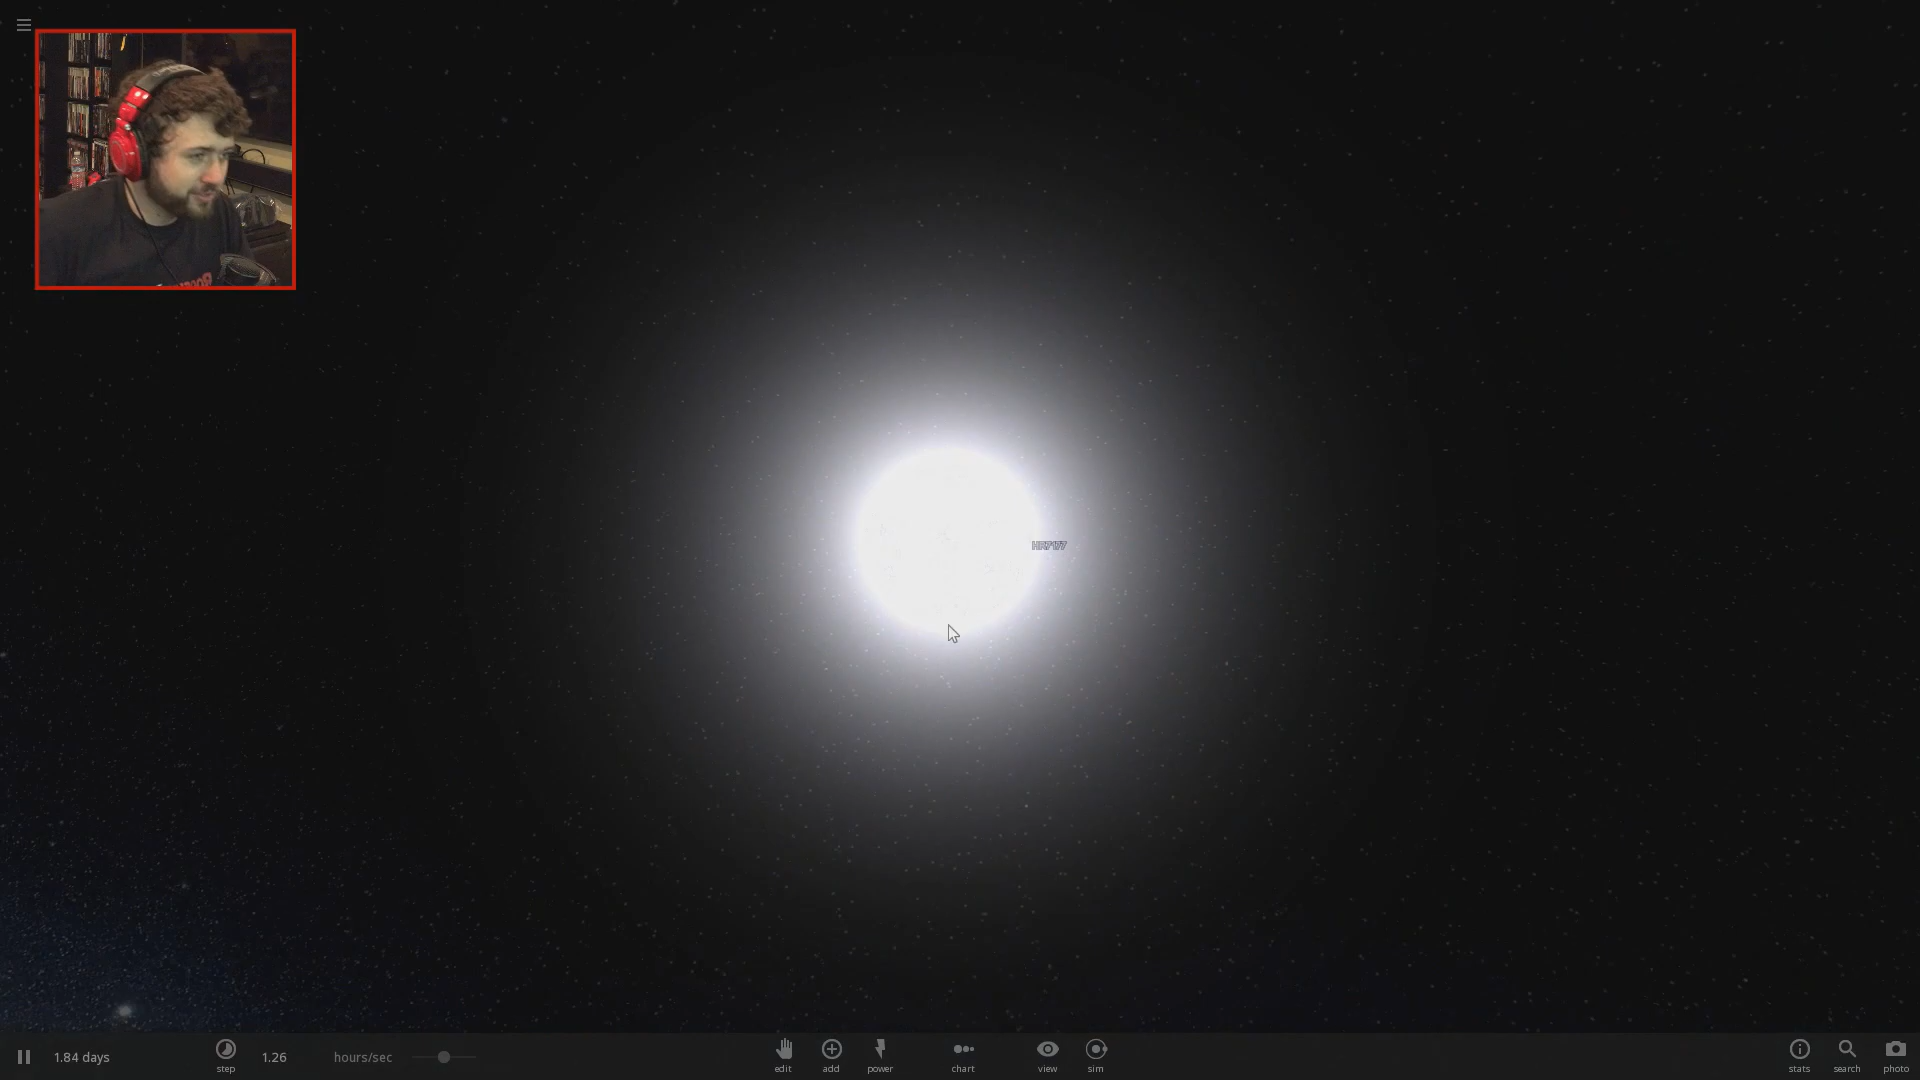 1.84 days
step
1.26
hours/sec
edit
add
power
chart
view
sim
stats
search
photo